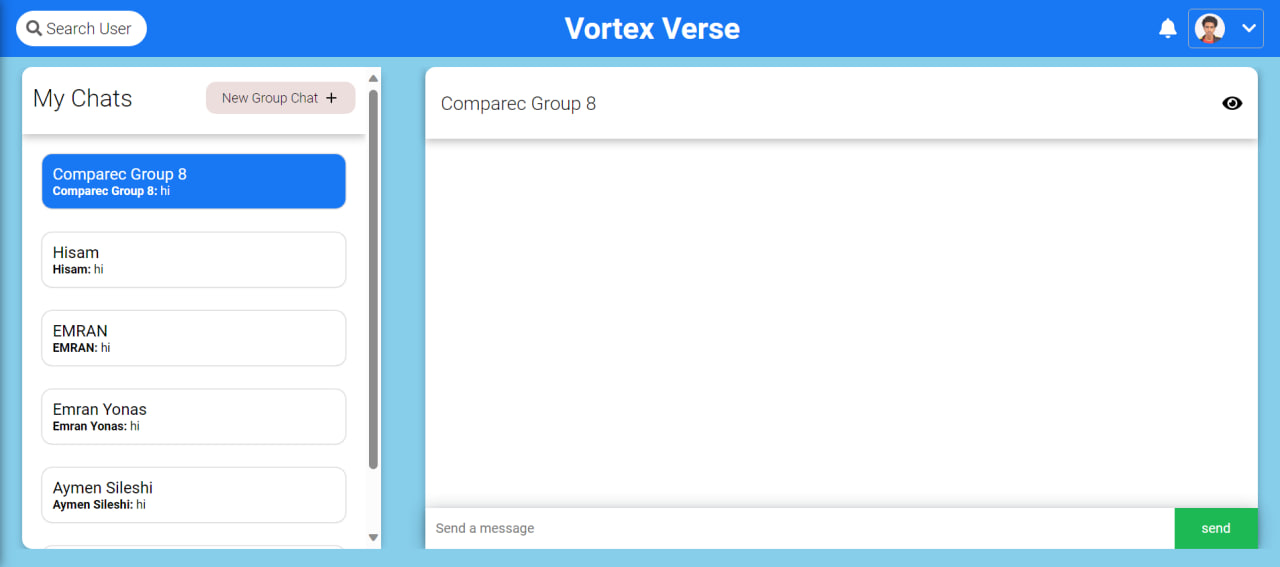 Search User
Vortex Verse
My Chats
New Group Chat +
Comparec Group 8
Comparec Group 8: hi
Hisam
Hisam: hi
EMRAN
EMRAN: hi
Emran Yonas
Emran Yonas: hi
Aymen Sileshi
Aymen Sileshi: hi
Comparec Group 8
Send a message
send